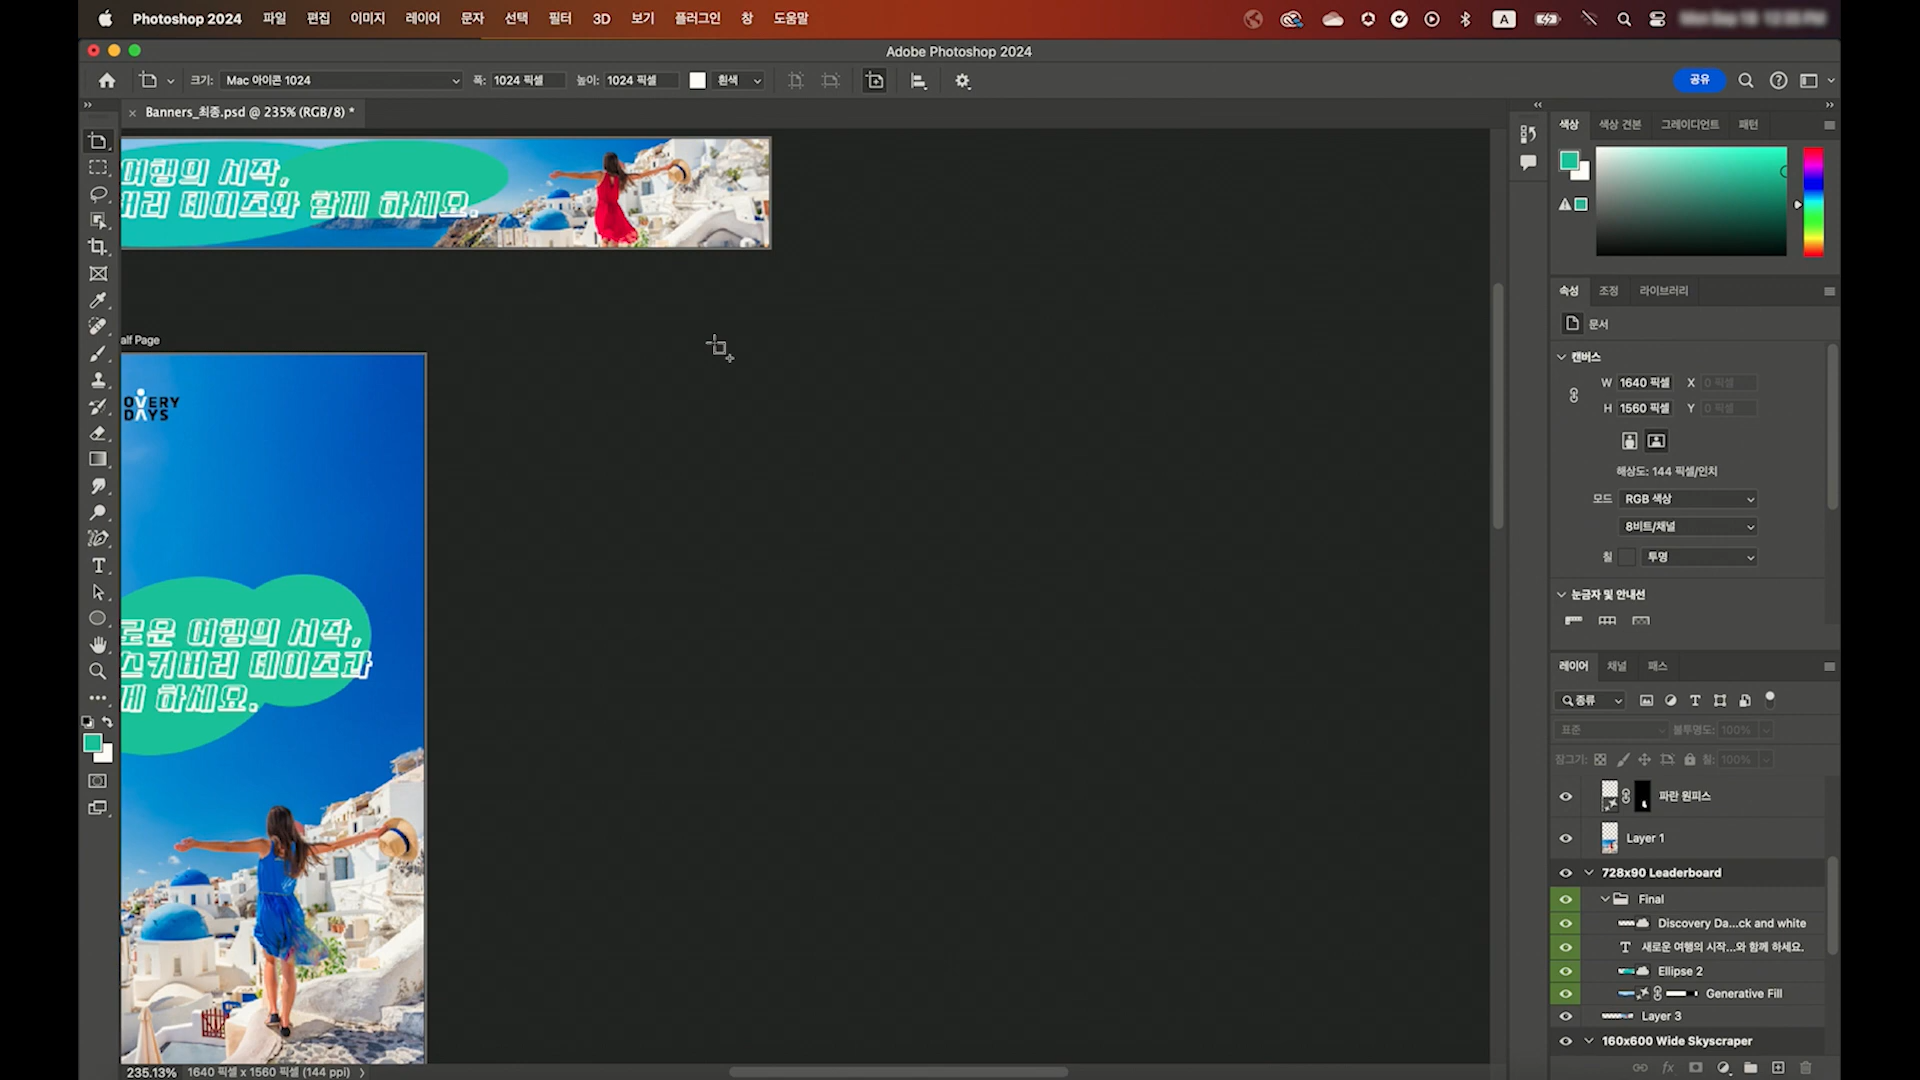 Photoshop 2024 파일 편집 이미지 레이어 문자 선택 필터 3D 보기 플러그인 창 도움말 A
Adobe Photoshop 2024
크기: Mac 아이콘 1024 폭: 1024 픽셀 높이: 1024 픽셀 흰색 공유
Banners_최종.psd @ 235% (RGB/8) *
여행의 시작,
버리 데이즈와 함께 하세요.
alf Page
OVERY
DAYS
로운 여행의 시작,
스커버리 데이즈과
께 하세요.
235.13% 1640 픽셀 x 1560 픽셀 (144 ppi)
색상 색상 견본 그레이디언트 패턴
속성 조정 라이브러리
문서
캔버스
W 1640 픽셀 X 0 픽셀
H 1560 픽셀 Y 0 픽셀
해상도: 144 픽셀/인치
모드 RGB 색상
8비트/채널
칠 투명
눈금자 및 안내선
레이어 채널 패스
종류
표준 불투명도: 100%
잠그기: 칠: 100%
파란 원피스
Layer 1
728x90 Leaderboard
Final
Discovery Da...ck and white
새로운 여행의 시작,...와 함께 하세요.
Ellipse 2
Generative Fill
Layer 3
160x600 Wide Skyscraper